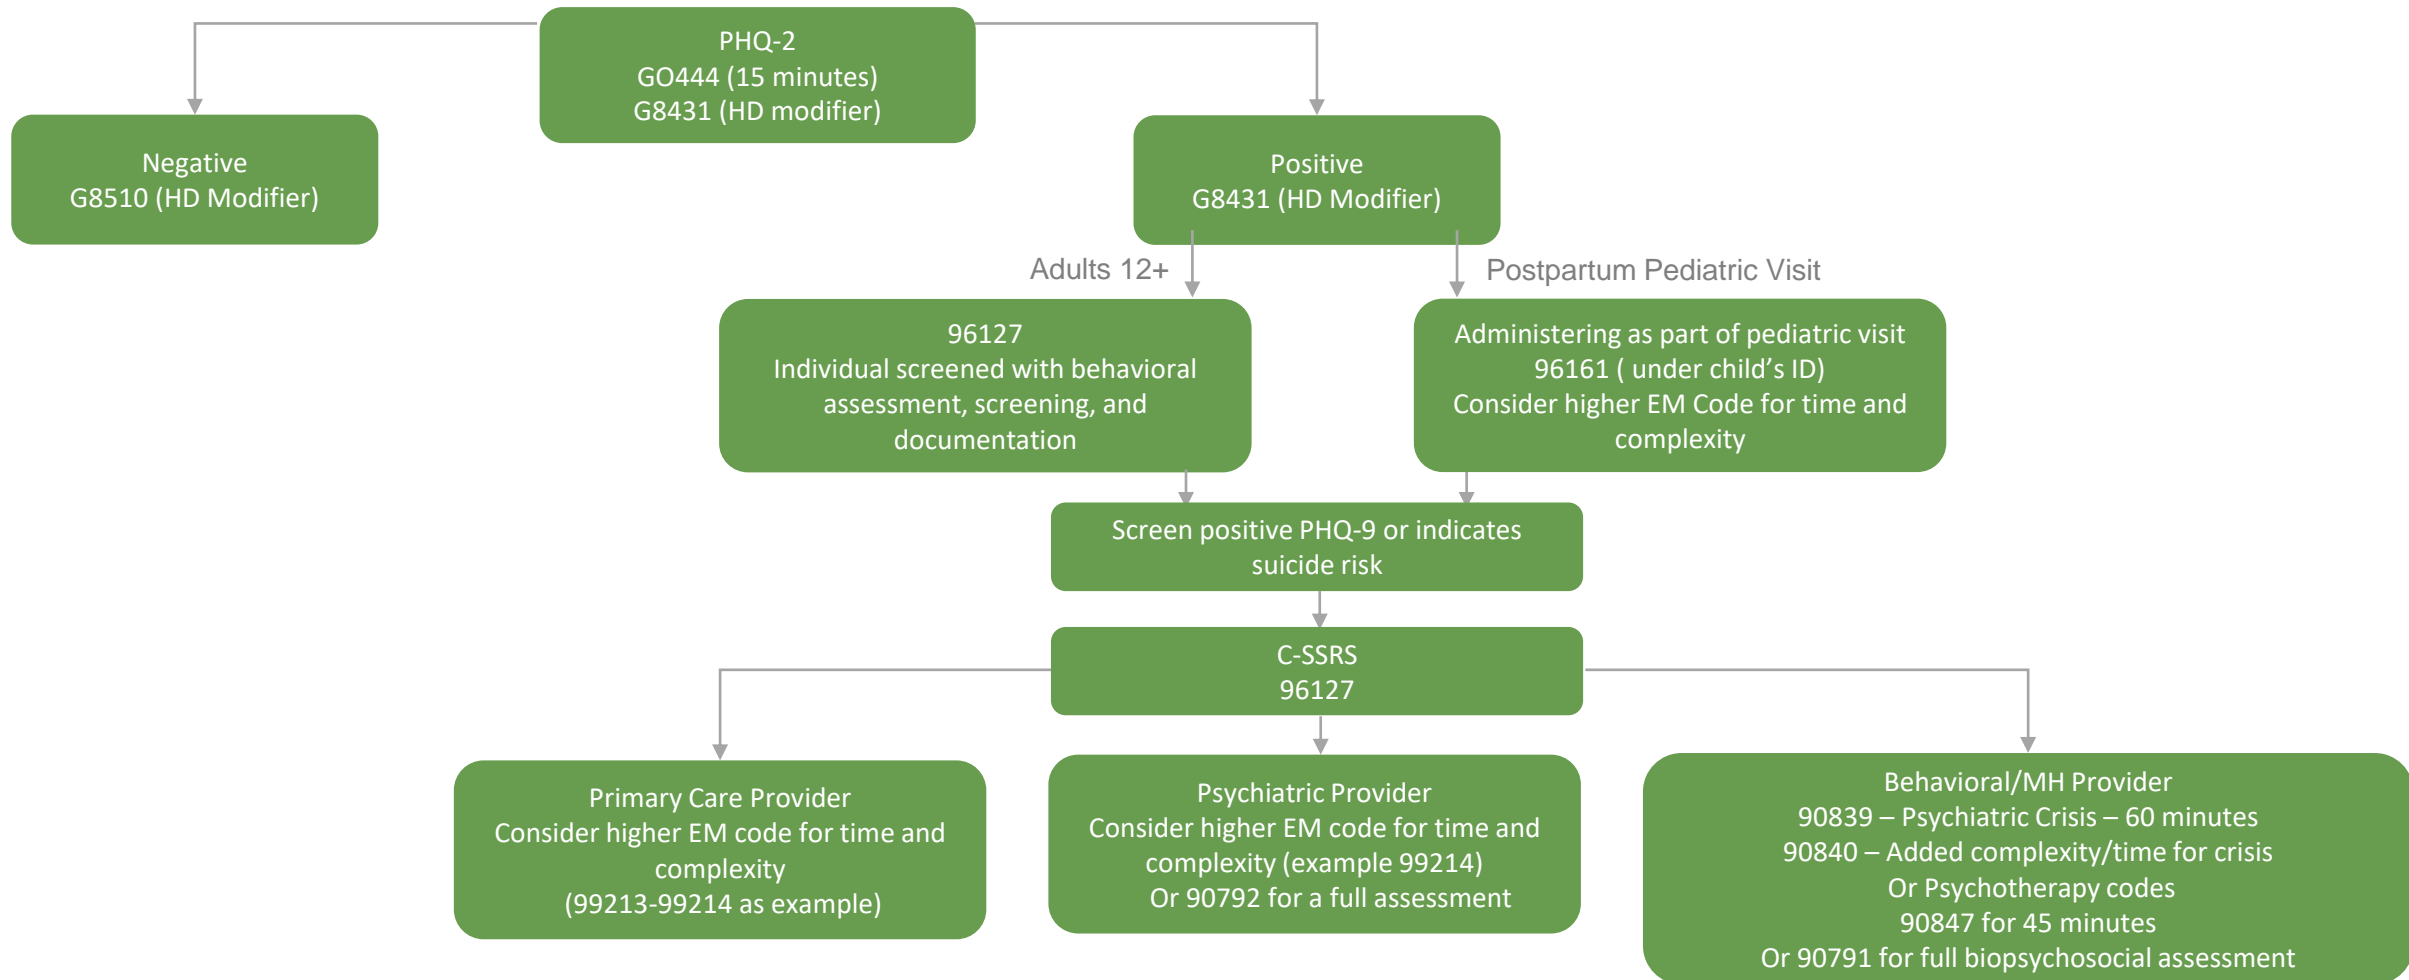 PHQ-2
GO444 (15 minutes)
G8431 (HD modifier)
Negative
G8510 (HD Modifier)
Positive
G8431 (HD Modifier)
Adults 12+
Postpartum Pediatric Visit
96127
Individual screened with behavioral
assessment, screening, and
documentation
Administering as part of pediatric visit
96161 ( under child’s ID)
Consider higher EM Code for time and
complexity
Screen positive PHQ-9 or indicates
suicide risk
C-SSRS
96127
Primary Care Provider
Consider higher EM code for time and
complexity
(99213-99214 as example)
Psychiatric Provider
Consider higher EM code for time and
complexity (example 99214)
Or 90792 for a full assessment
Behavioral/MH Provider
90839 – Psychiatric Crisis – 60 minutes
90840 – Added complexity/time for crisis
Or Psychotherapy codes
90847 for 45 minutes
Or 90791 for full biopsychosocial assessment